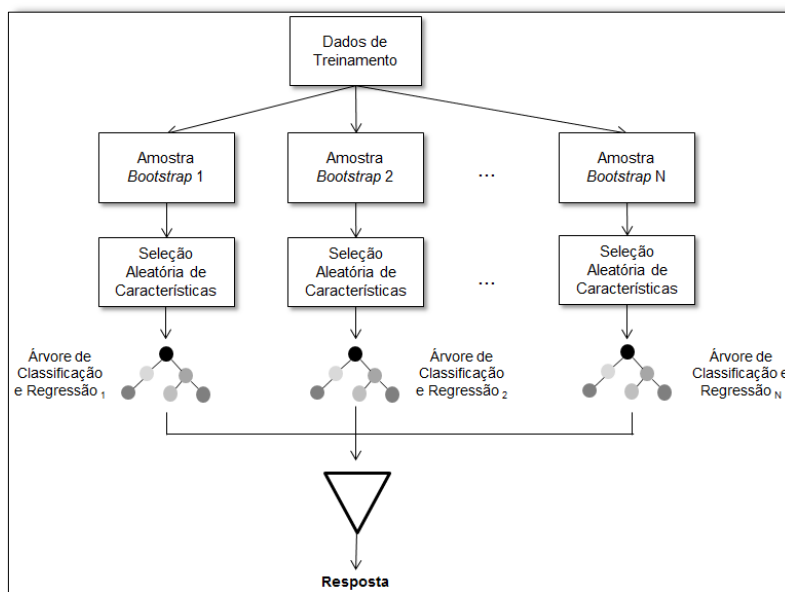 Dados de
Treinamento
Amostra
Bootstrap 1
Amostra
Bootstrap 2
...
Amostra
Bootstrap N
Seleção
Aleatória de
Características
Seleção
Aleatória de
Características
...
Seleção
Aleatória de
Características
Árvore de
Classificação
e Regressão 1
Árvore de
Classificação
e Regressão 2
Árvore de
Classificação e
Regressão N
Resposta